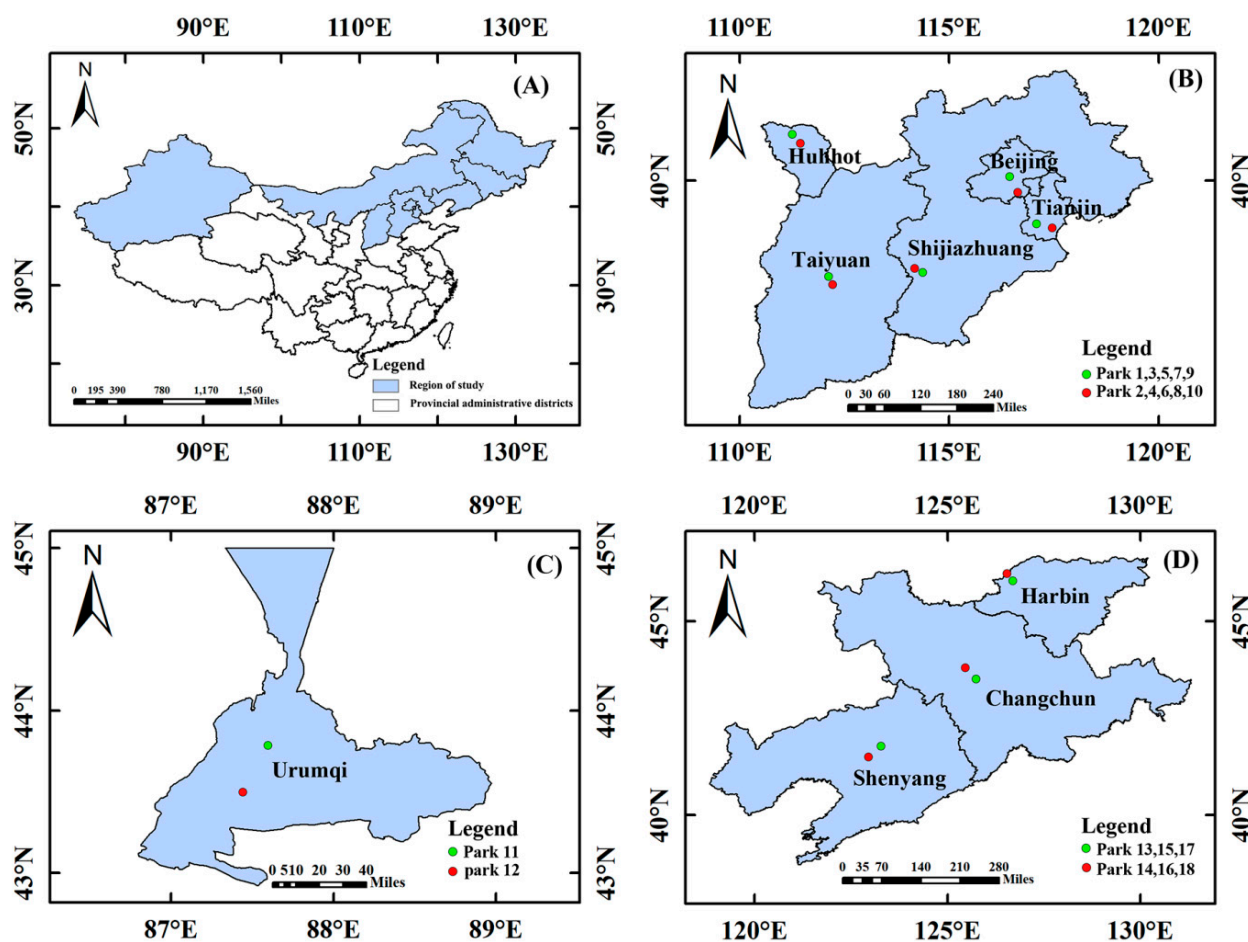 90°E 110°E 130°E
N
(A)
50°N 50°N
30°N 30°N
Legend
Region of study
Provincial administrative districts
0 195 390 780 1,170 1,560
Miles
90°E 110°E 130°E
110°E 115°E 120°E
N
(B)
Huhhot
Beijing
40°N 40°N
Tianjin
Shijiazhuang
Taiyuan
Legend
Park 1,3,5,7,9
Park 2,4,6,8,10
0 30 60 120 180 240
Miles
110°E 115°E 120°E
87°E 88°E 89°E
45°N 45°N
N
(C)
44°N 44°N
Urumqi
Legend
Park 11
park 12
0 5 10 20 30 40
Miles
43°N 43°N
87°E 88°E 89°E
120°E 125°E 130°E
N
(D)
Harbin
45°N 45°N
Changchun
Shenyang
40°N 40°N
Legend
Park 13,15,17
Park 14,16,18
0 35 70 140 210 280
Miles
120°E 125°E 130°E